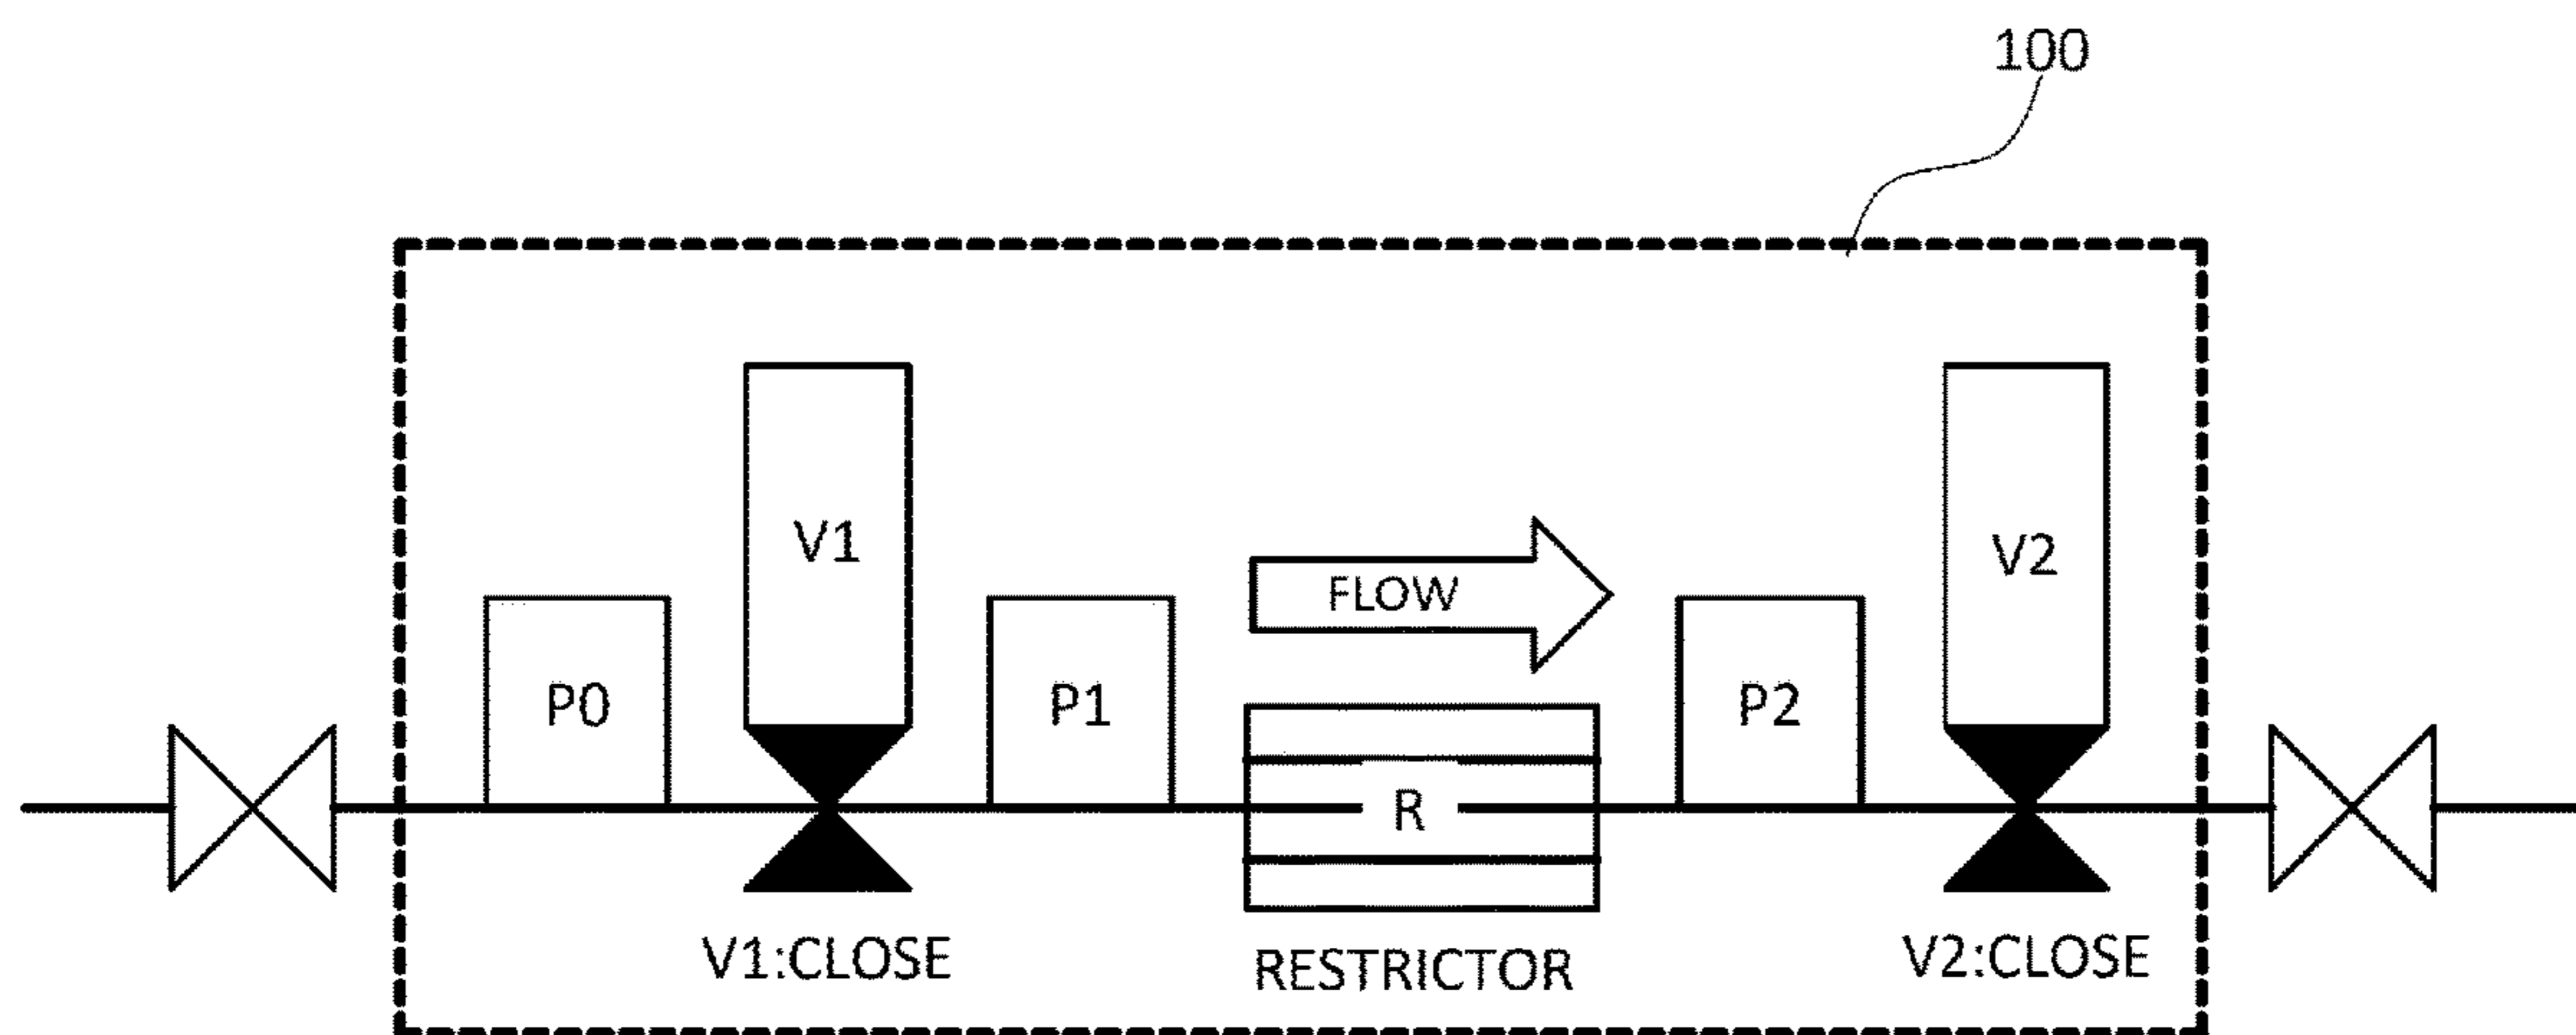 100
V1
V2
FLOW
P0
P1
P2
R
V1:CLOSE
RESTRICTOR
V2:CLOSE